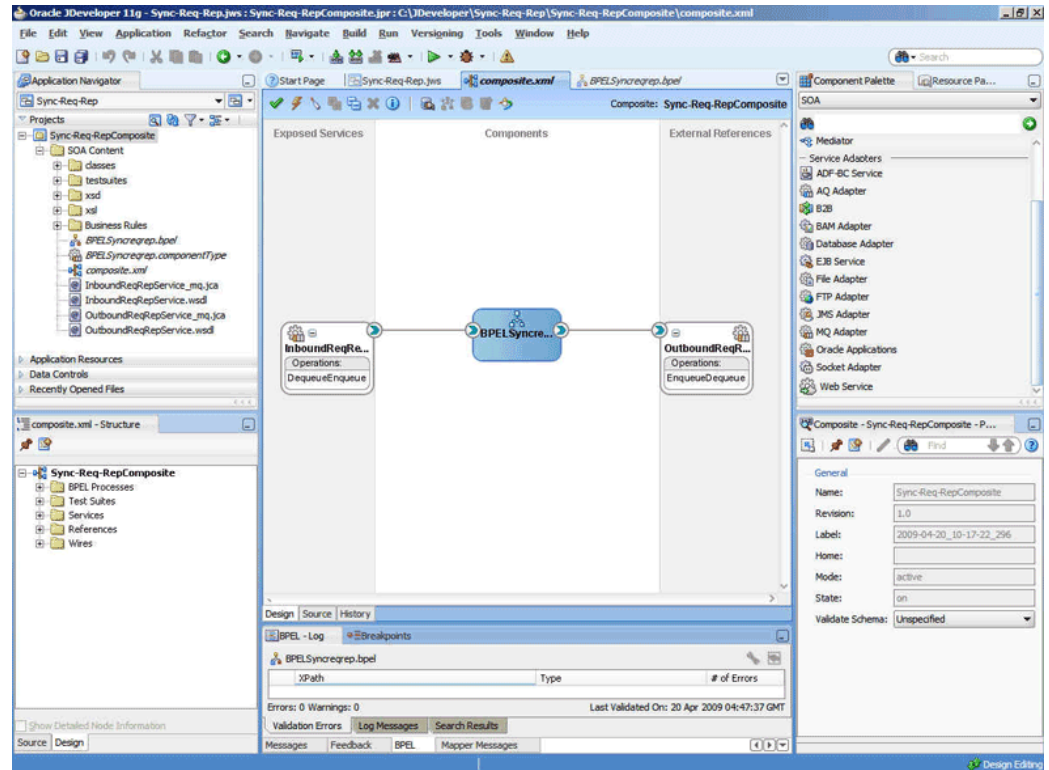 Oracle JDeveloper 11g - Sync-Req-Rep.jws : Sync-Req-RepComposite.jpr : C:\JDeveloper\Sync-Req-Rep\Sync-Req-RepComposite\composite.xml
File Edit View Application Refactor Search Navigate Build Run Versioning Tools Window Help
Search
Application Navigator
Sync-Req-Rep
Projects
Sync-Req-RepComposite
SOA Content
classes
testsuites
xsd
xsl
Business Rules
BPELSyncreqrep.bpel
BPELSyncreqrep.componentType
composite.xml
InboundReqRepService_mq.jca
InboundReqRepService.wsdl
OutboundReqRepService_mq.jca
OutboundReqRepService.wsdl
Application Resources
Data Controls
Recently Opened Files
composite.xml - Structure
Sync-Req-RepComposite
BPEL Processes
Test Suites
Services
References
Wires
Show Detailed Node Information
Source Design
Start Page Sync-Req-Rep.jws composite.xml BPELSyncreqrep.bpel
Composite: Sync-Req-RepComposite
Exposed Services Components External References
InboundReqRe...
Operations:
DequeueEnqueue
BPELSyncre...
OutboundReqR...
Operations:
EnqueueDequeue
Design Source History
BPEL - Log Breakpoints
BPELSyncreqrep.bpel
XPath Type # of Errors
Errors: 0 Warnings: 0 Last Validated On: 20 Apr 2009 04:47:37 GMT
Validation Errors Log Messages Search Results
Messages Feedback BPEL Mapper Messages
Component Palette Resource Pa...
SOA
Mediator
Service Adapters
ADF-BC Service
AQ Adapter
B2B
BAM Adapter
Database Adapter
EJB Service
File Adapter
FTP Adapter
JMS Adapter
MQ Adapter
Oracle Applications
Socket Adapter
Web Service
Composite - Sync-Req-RepComposite - P...
Find
General
Name: Sync-Req-RepComposite
Revision: 1.0
Label: 2009-04-20_10-17-22_296
Home:
Mode: active
State: on
Validate Schema: Unspecified
Design Editing